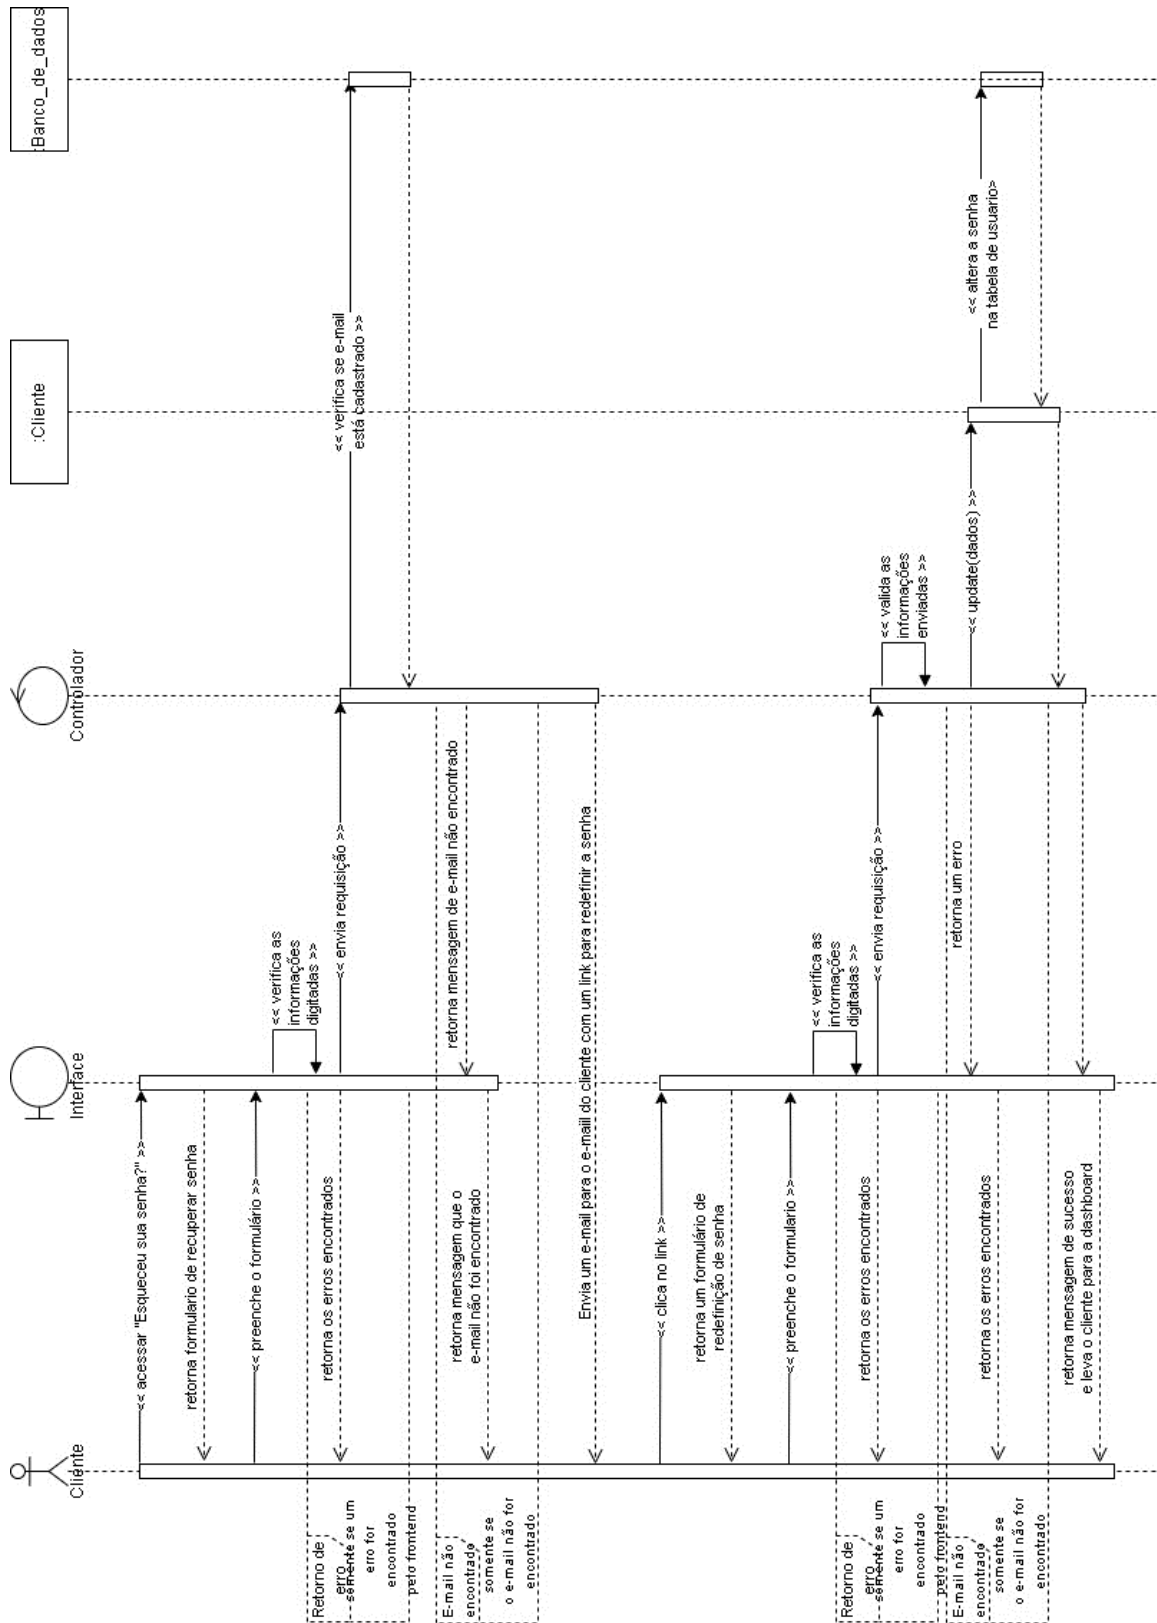 Cliente
Interface
Controlador
:Cliente
:Banco_de_dados
<< acessar "Esqueceu sua senha?" >>
retorna formulario de recuperar senha
<< preenche o formulário >>
<< verifica as
informações
digitadas >>
Retorno de
erro
somente se um
erro for
encontrado
pelo frontend
retorna os erros encontrados
<< envia requisição >>
<< verifica se e-mail
está cadastrado >>
E-mail não
encontrado
somente se
o e-mail não for
encontrado
retorna mensagem de e-mail não encontrado
retorna mensagem que o
e-mail não foi encontrado
Envia um e-mail para o e-maiil do cliente com um link para redefinir a senha
<< clica no link >>
retorna um formulário de
redefinição de senha
<< preenche o formulario >>
<< verifica as
informações
digitadas >>
Retorno de
erro
somente se um
erro for
encontrado
pelo frontend
retorna os erros encontrados
<< envia requisição >>
<< valida as
informações
enviadas >>
E-mail não
encontrado
somente se
o e-mail não for
encontrado
retorna um erro
retorna os erros encontrados
<< update(dados) >>
<< altera a senha
na tabela de usuario>
retorna mensagem de sucesso
e leva o cliente para a dashboard